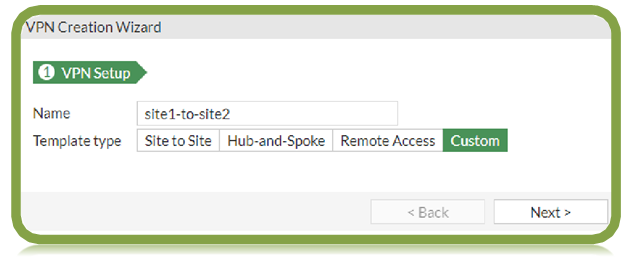 VPN Creation Wizard
1 VPN Setup
Name site1-to-site2
Template type Site to Site Hub-and-Spoke Remote Access Custom
< Back Next >